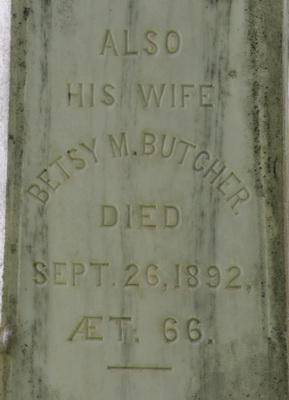 ALSO
HIS WIFE
BETSY M. BUTCHER.
DIED
SEPT. 26, 1892,
ÆT. 66.